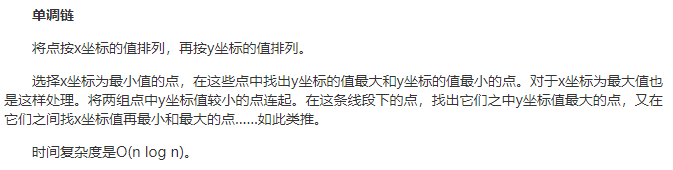 单调链
将点按x坐标的值排列，再按y坐标的值排列。
选择x坐标为最小值的点，在这些点中找出y坐标的值最大和y坐标的值最小的点。对于x坐标为最大值也
是这样处理。将两组点中y坐标值较小的点连起。在这条线段下的点，找出它们之中y坐标值最大的点，又在
它们之间找x坐标值再最小和最大的点……如此类推。
时间复杂度是O(n log n)。